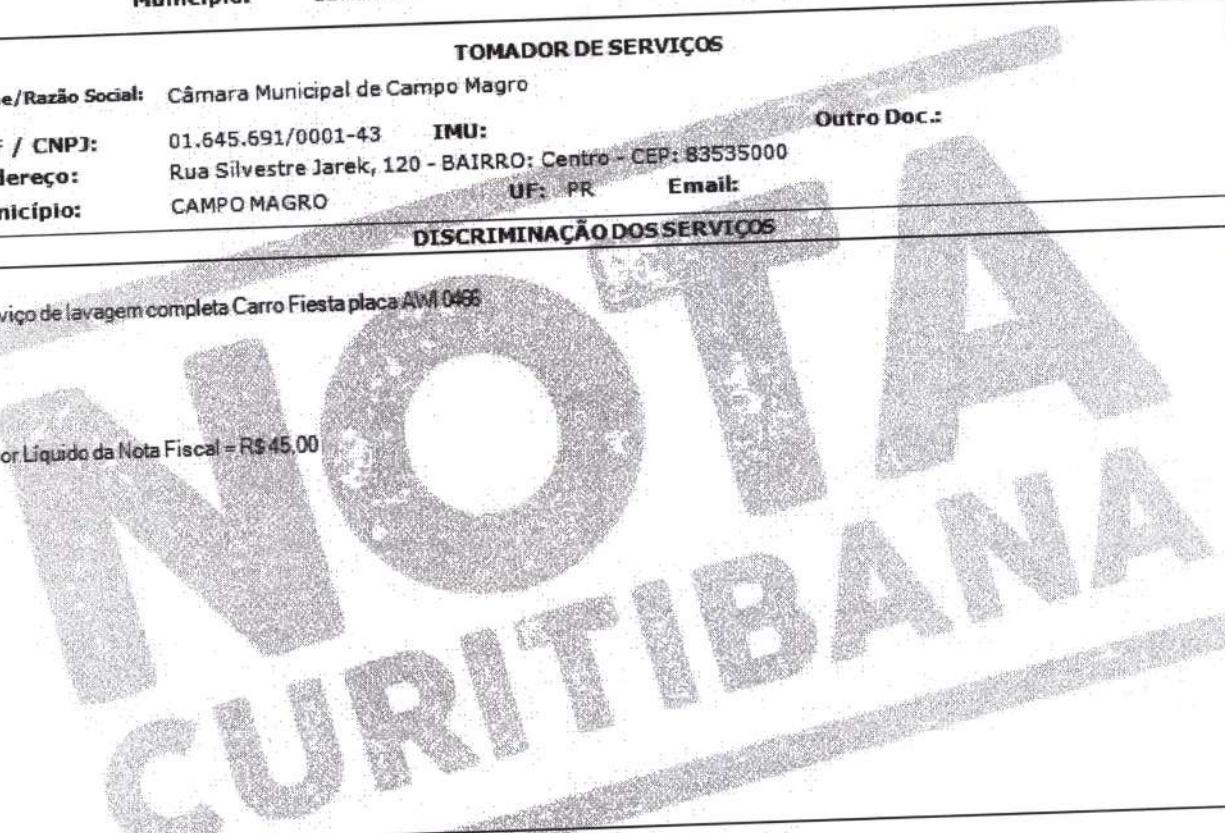 Município:
TOMADOR DE SERVIÇOS
e/Razão Social: Câmara Municipal de Campo Magro
/ CNPJ: 01.645.691/0001-43 IMU: Outro Doc.:
dereço: Rua Silvestre Jarek, 120 - BAIRRO: Centro - CEP: 83535000
nicípio: CAMPO MAGRO UF: PR Email:
DISCRIMINAÇÃO DOS SERVIÇOS
viço de lavagem completa Carro Fiesta placa AWI 0466
or Líquido da Nota Fiscal = R$ 45,00
NOTA
CURITIBANA